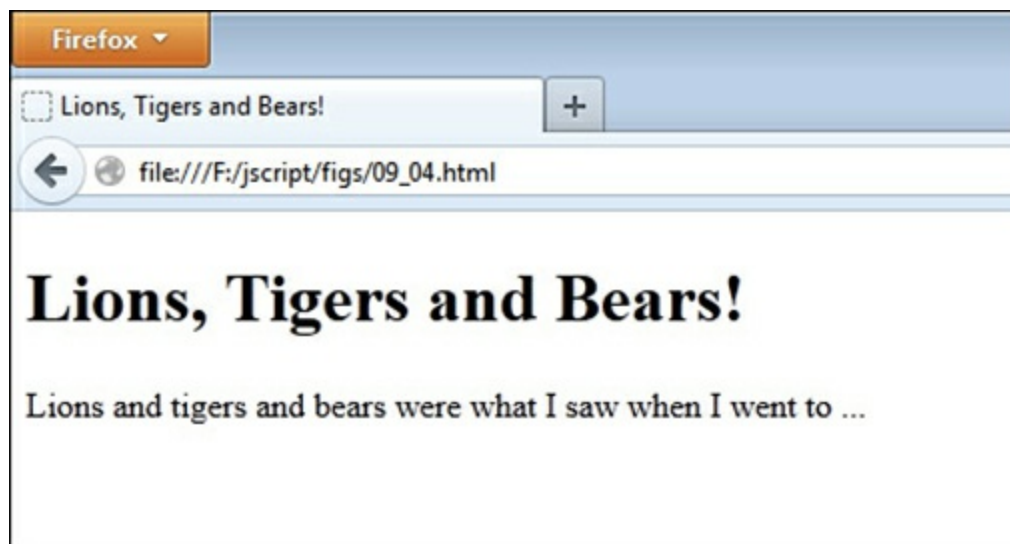 Firefox
Lions, Tigers and Bears!
+
file:///F:/jscript/figs/09_04.html
Lions, Tigers and Bears!
Lions and tigers and bears were what I saw when I went to ...